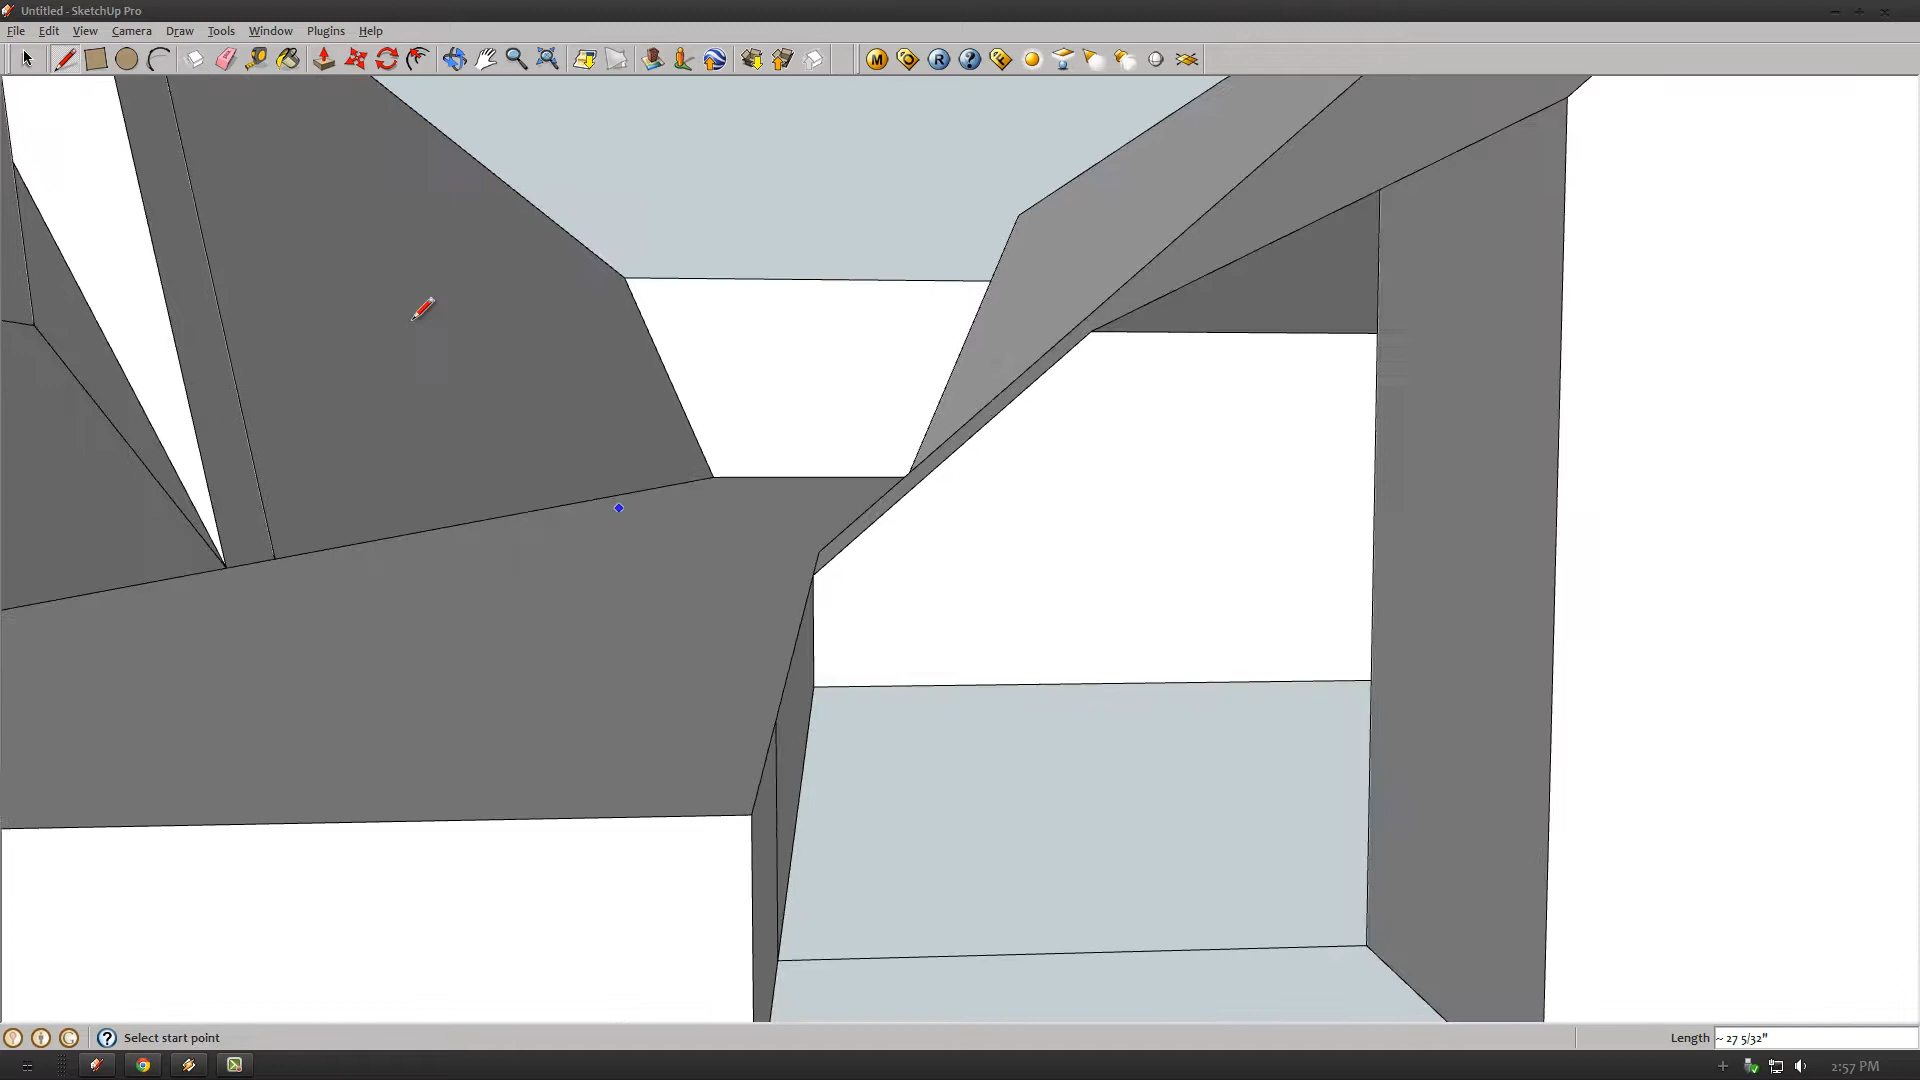 Untitled - SketchUp Pro
File Edit View Camera Draw Tools Window Plugins Help
M O R ? F
? Select start point
Length ~ 27 5/32"
2:57 PM